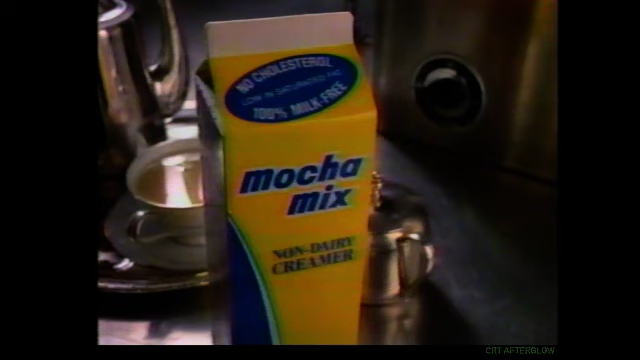 NO CHOLESTEROL
LOW IN SATURATED FAT
100% MILK-FREE
mocha
mix
NON-DAIRY
CREAMER
CRT AFTERGLOW